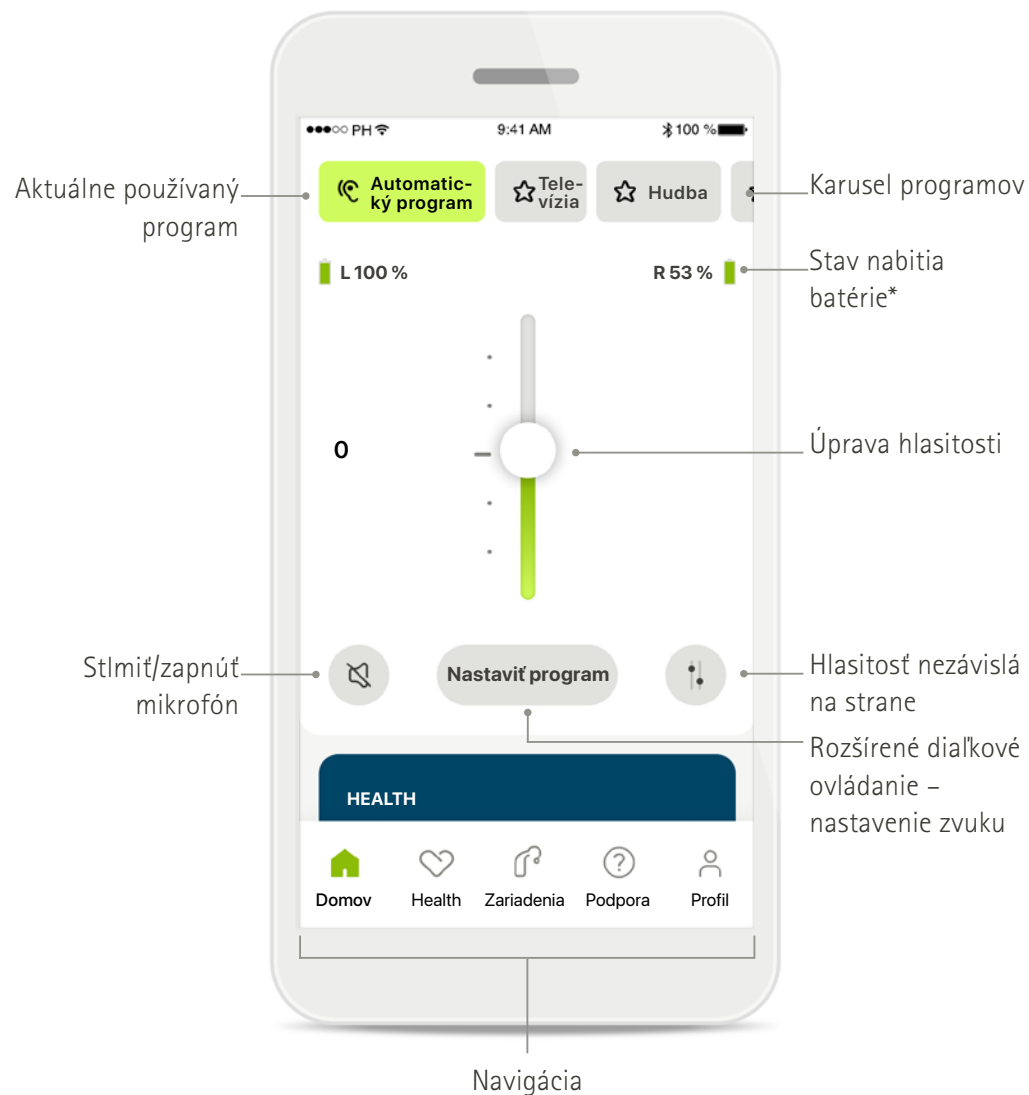 PH 9:41 AM 100 %
Aktuálne používaný
program
Automatic-
ký program
Tele-
vízia
Hudba
Karusel programov
L 100 %
R 53 %
Stav nabitia
batérie*
0
Úprava hlasitosti
Stlmiť/zapnúť
mikrofón
Nastaviť program
Hlasitosť nezávislá
na strane
Rozšírené diaľkové
ovládanie –
nastavenie zvuku
HEALTH
Domov Health Zariadenia Podpora Profil
Navigácia